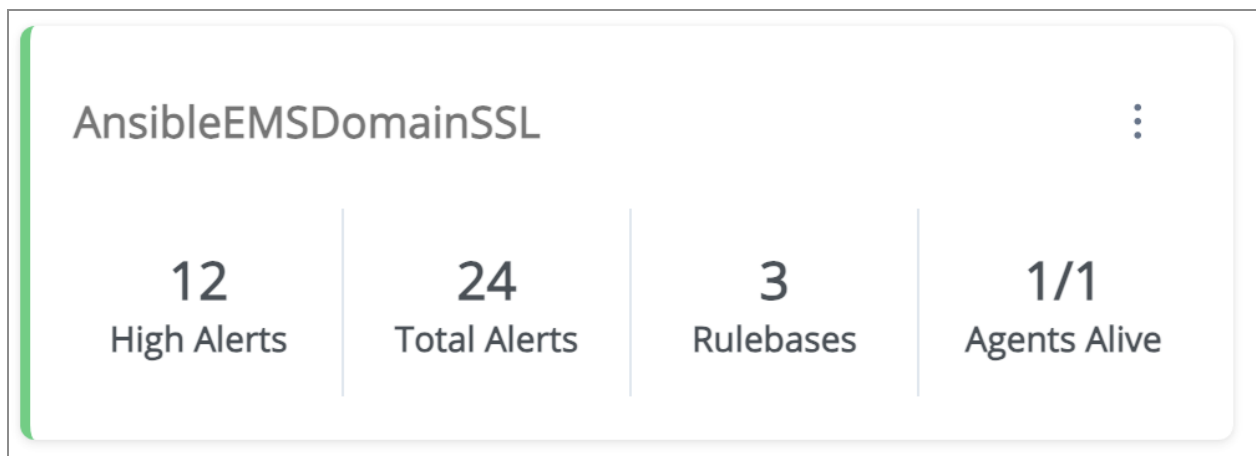 AnsibleEMSDomainSSL
12 24 3 1/1
High Alerts Total Alerts Rulebases Agents Alive